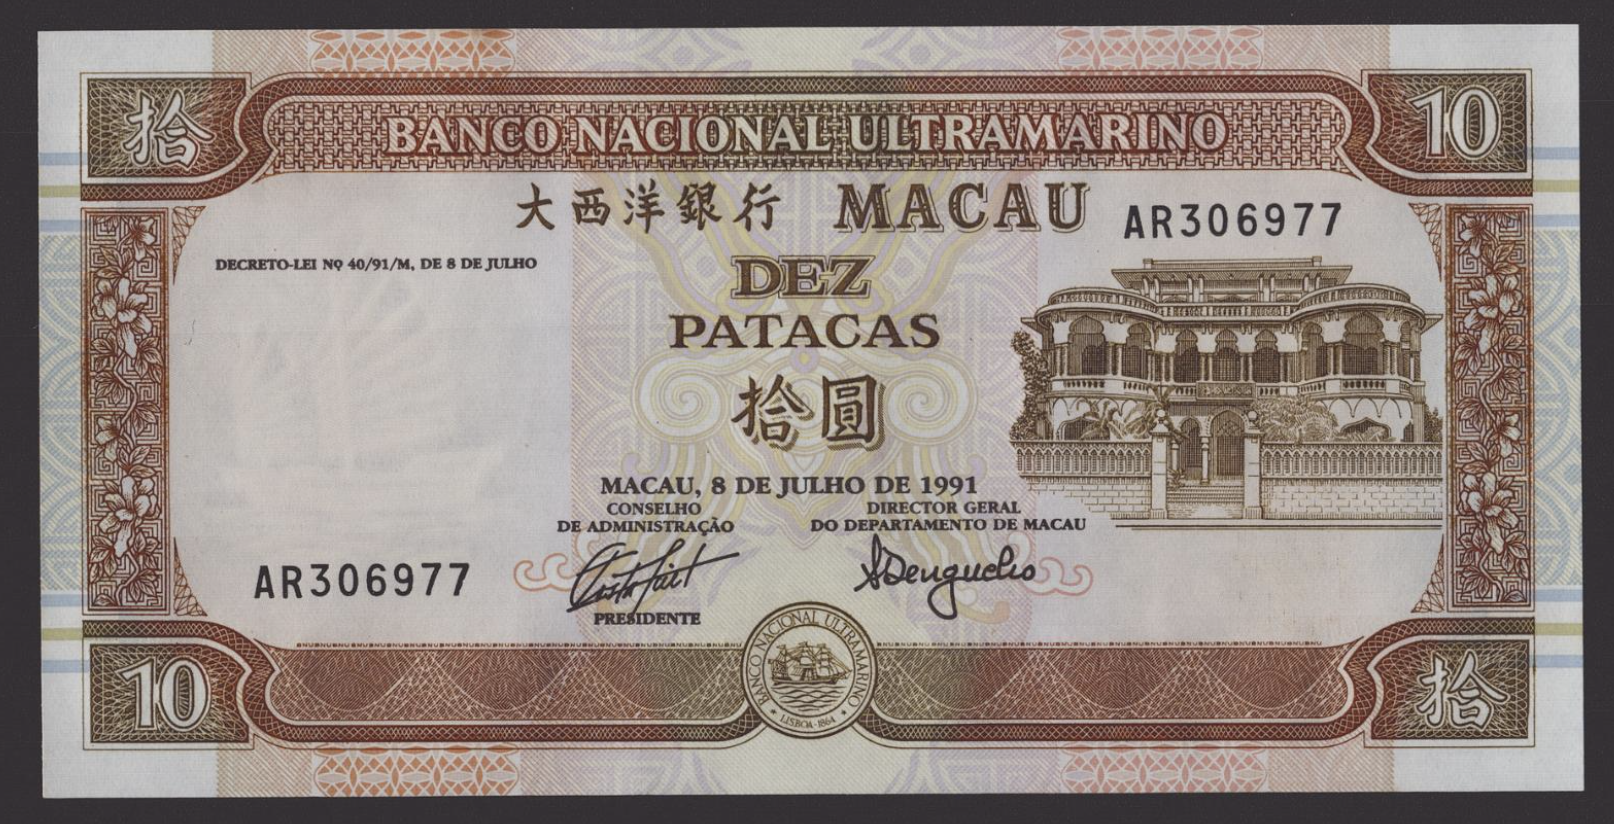 拾 BANCO NACIONAL ULTRAMARINO 10
大西洋銀行 MACAU AR306977
DECRETO-LEI Nº 40/91/M, DE 8 DE JULHO
DEZ
PATACAS
拾圓
MACAU, 8 DE JULHO DE 1991
CONSELHO
DE ADMINISTRAÇÃO
DIRECTOR GERAL
DO DEPARTAMENTO DE MACAU
AR306977
PRESIDENTE
BANCO NACIONAL ULTRAMARINO
LISBOA-1864
10 拾